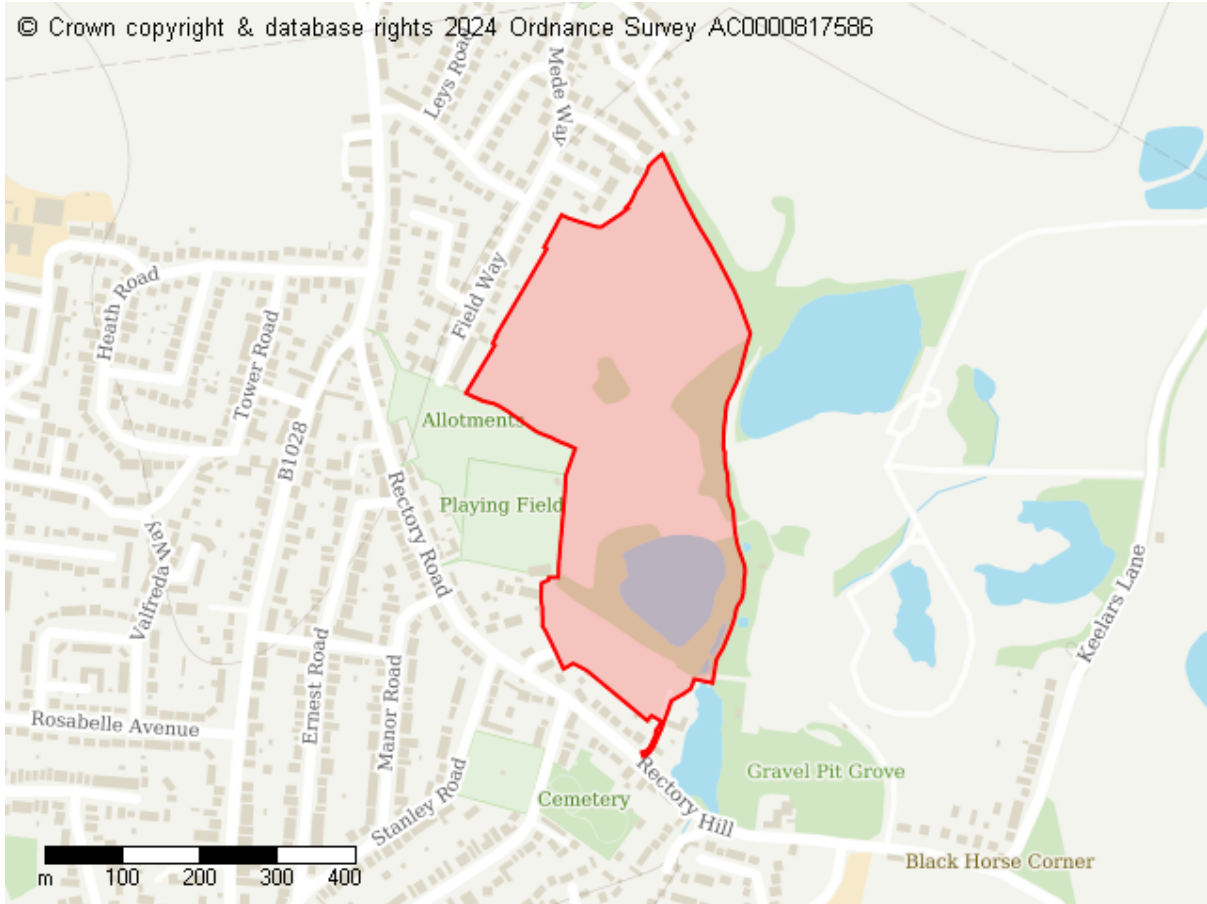 © Crown copyright & database rights 2024 Ordnance Survey AC0000817586
Leys Road
Mede Way
Heath Road
Tower Road
Field Way
B1028
Allotments
Rectory Road
Playing Field
Valfreda Way
Ernest Road
Manor Road
Keelars Lane
Rosabelle Avenue
Stanley Road
Cemetery
Rectory Hill
Gravel Pit Grove
Black Horse Corner
m 100 200 300 400